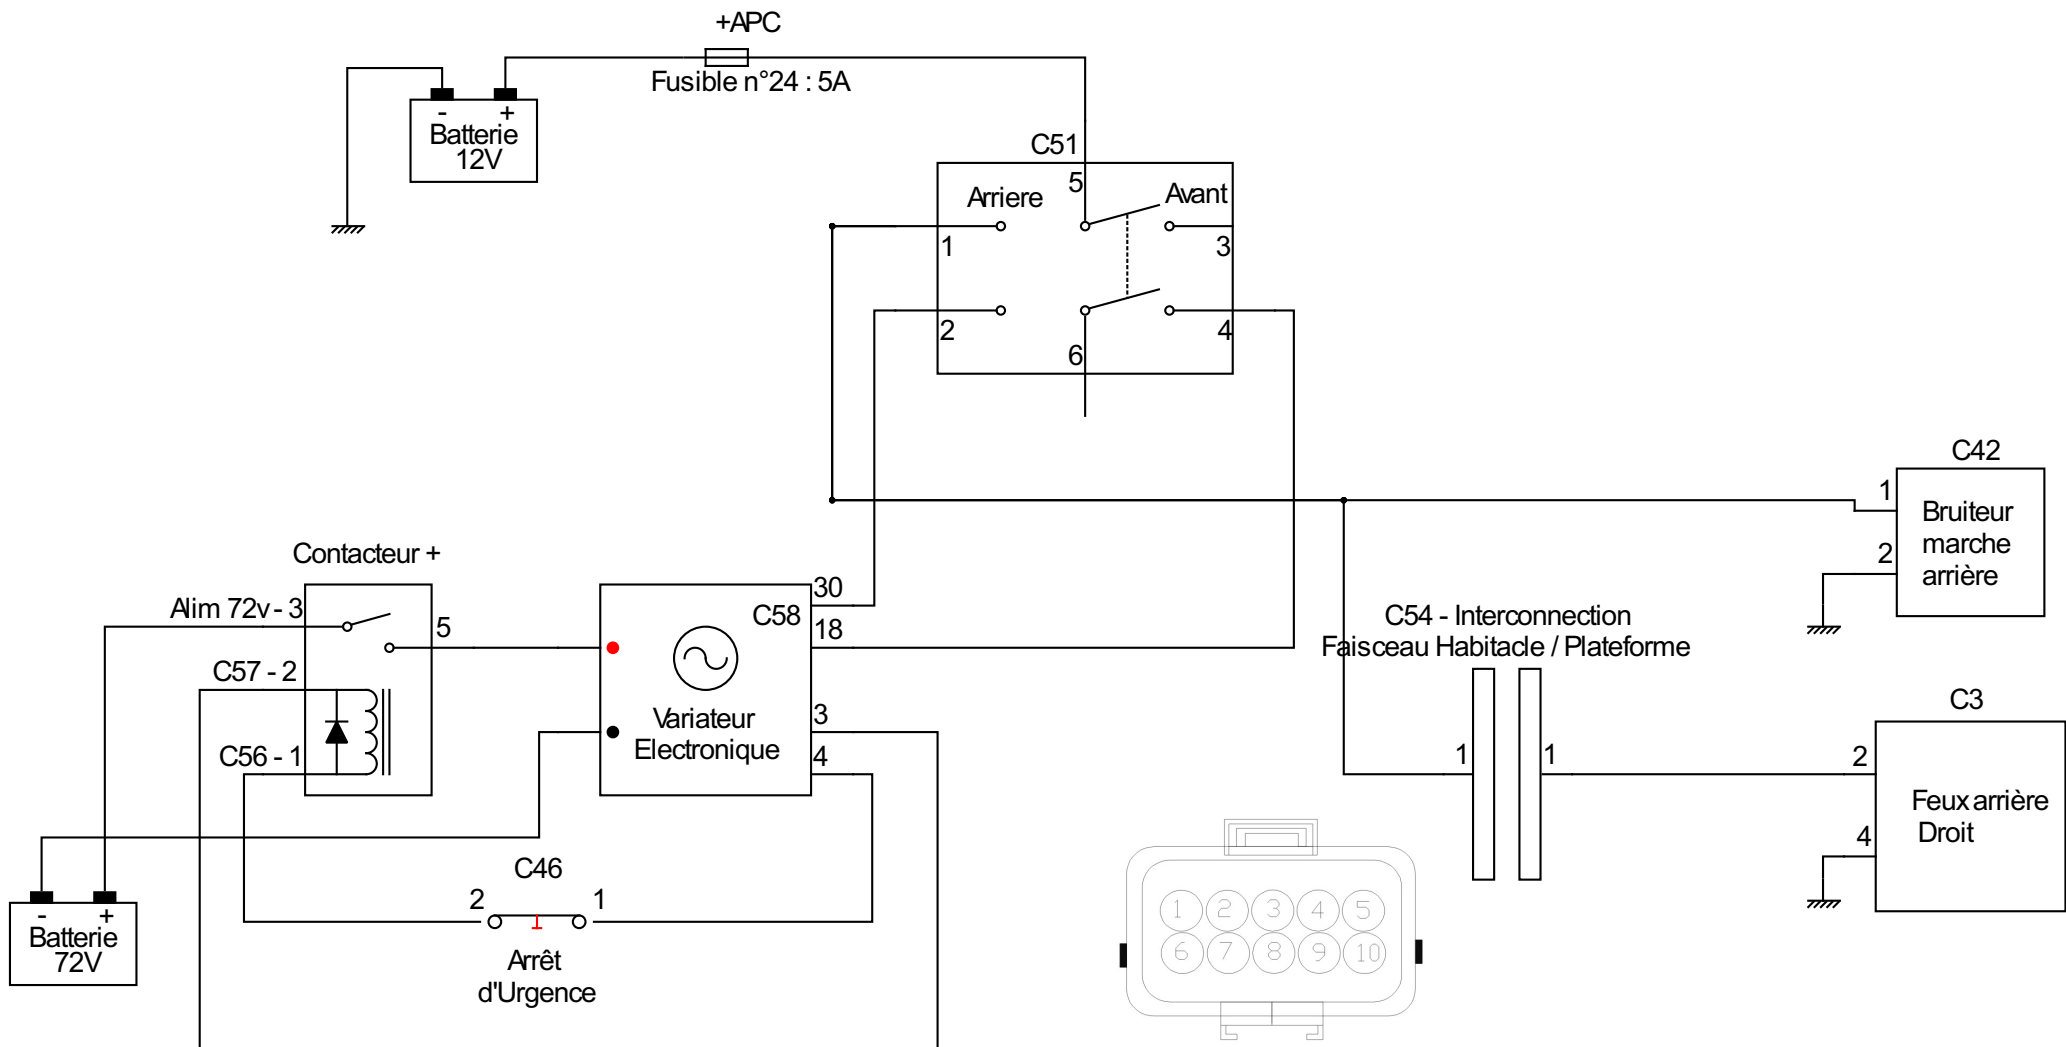 +APC
Fusible n°24 : 5A
- +
Batterie
12V
C51
5
Arriere
Avant
1
3
2
4
6
C42
1
Bruiteur
marche
arrière
2
Contacteur +
Alim 72v - 3
5
C57 - 2
C56 - 1
30
C58
18
Variateur
Electronique
3
4
C54 - Interconnection
Faisceau Habitacle / Plateforme
1
1
C3
2
Feux arrière
Droit
4
C46
2
1
Arrêt
d'Urgence
- +
Batterie
72V
1 2 3 4 5
6 7 8 9 10